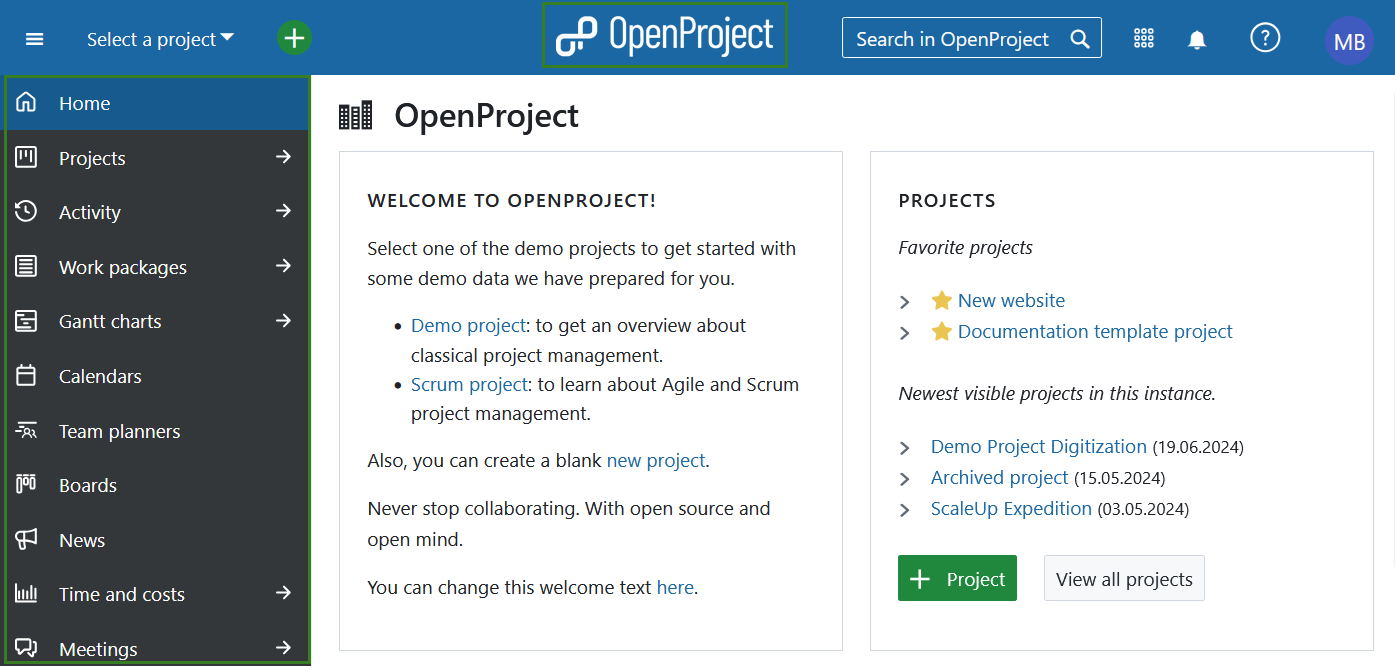 Select a project
OpenProject
Search in OpenProject
MB
Home
Projects
Activity
Work packages
Gantt charts
Calendars
Team planners
Boards
News
Time and costs
Meetings
OpenProject
WELCOME TO OPENPROJECT!
Select one of the demo projects to get started with
some demo data we have prepared for you.
Demo project: to get an overview about
classical project management.
Scrum project: to learn about Agile and Scrum
project management.
Also, you can create a blank new project.
Never stop collaborating. With open source and
open mind.
You can change this welcome text here.
PROJECTS
Favorite projects
New website
Documentation template project
Newest visible projects in this instance.
Demo Project Digitization (19.06.2024)
Archived project (15.05.2024)
ScaleUp Expedition (03.05.2024)
+ Project
View all projects